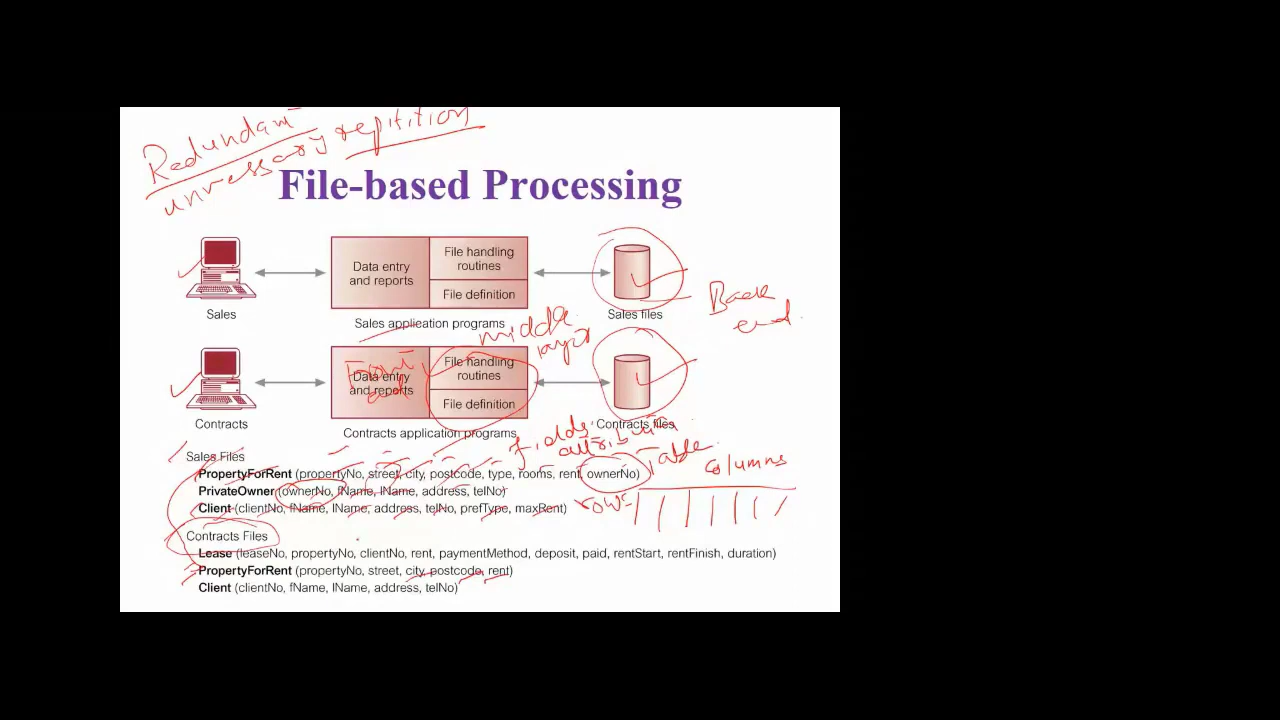 Redundant
unressary repitition
File-based Processing
Data entry and reports
File handling routines
File definition
Sales
Sales application programs
Sales files
Back end
middle layer
Front end
Data entry and reports
File handling routines
File definition
Contracts
Contracts application programs
Contracts files
fields, attributes
Table
columns
rows
Sales Files
PropertyForRent (propertyNo, street, city, postcode, type, rooms, rent, ownerNo)
PrivateOwner (ownerNo, fName, lName, address, telNo)
Client (clientNo, fName, lName, address, telNo, prefType, maxRent)
Contracts Files
Lease (leaseNo, propertyNo, clientNo, rent, paymentMethod, deposit, paid, rentStart, rentFinish, duration)
PropertyForRent (propertyNo, street, city, postcode, rent)
Client (clientNo, fName, lName, address, telNo)